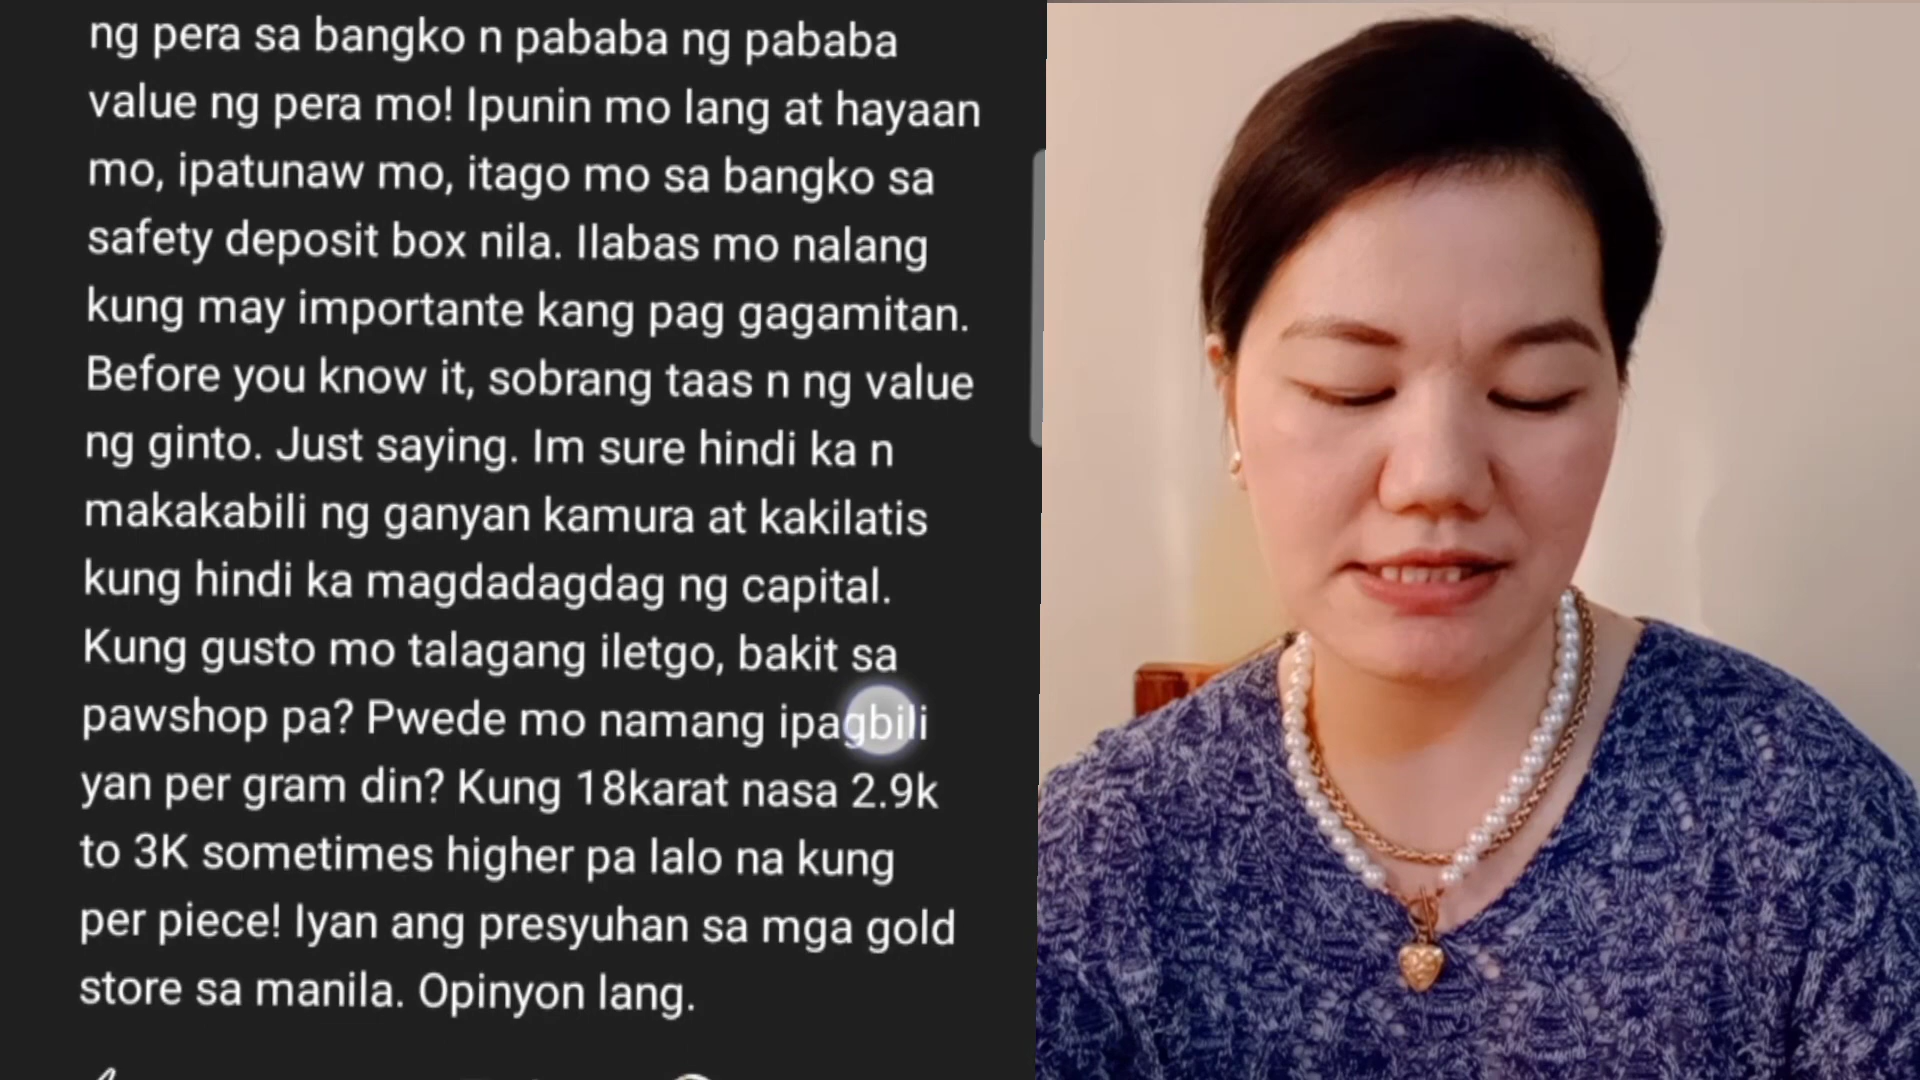 ng pera sa bangko n pababa ng pababa
value ng pera mo! Ipunin mo lang at hayaan
mo, ipatunaw mo, itago mo sa bangko sa
safety deposit box nila. Ilabas mo nalang
kung may importante kang pag gagamitan.
Before you know it, sobrang taas n ng value
ng ginto. Just saying. Im sure hindi ka n
makakabili ng ganyan kamura at kakilatis
kung hindi ka magdadagdag ng capital.
Kung gusto mo talagang iletgo, bakit sa
pawshop pa? Pwede mo namang ipagbili
yan per gram din? Kung 18karat nasa 2.9k
to 3K sometimes higher pa lalo na kung
per piece! Iyan ang presyuhan sa mga gold
store sa manila. Opinyon lang.